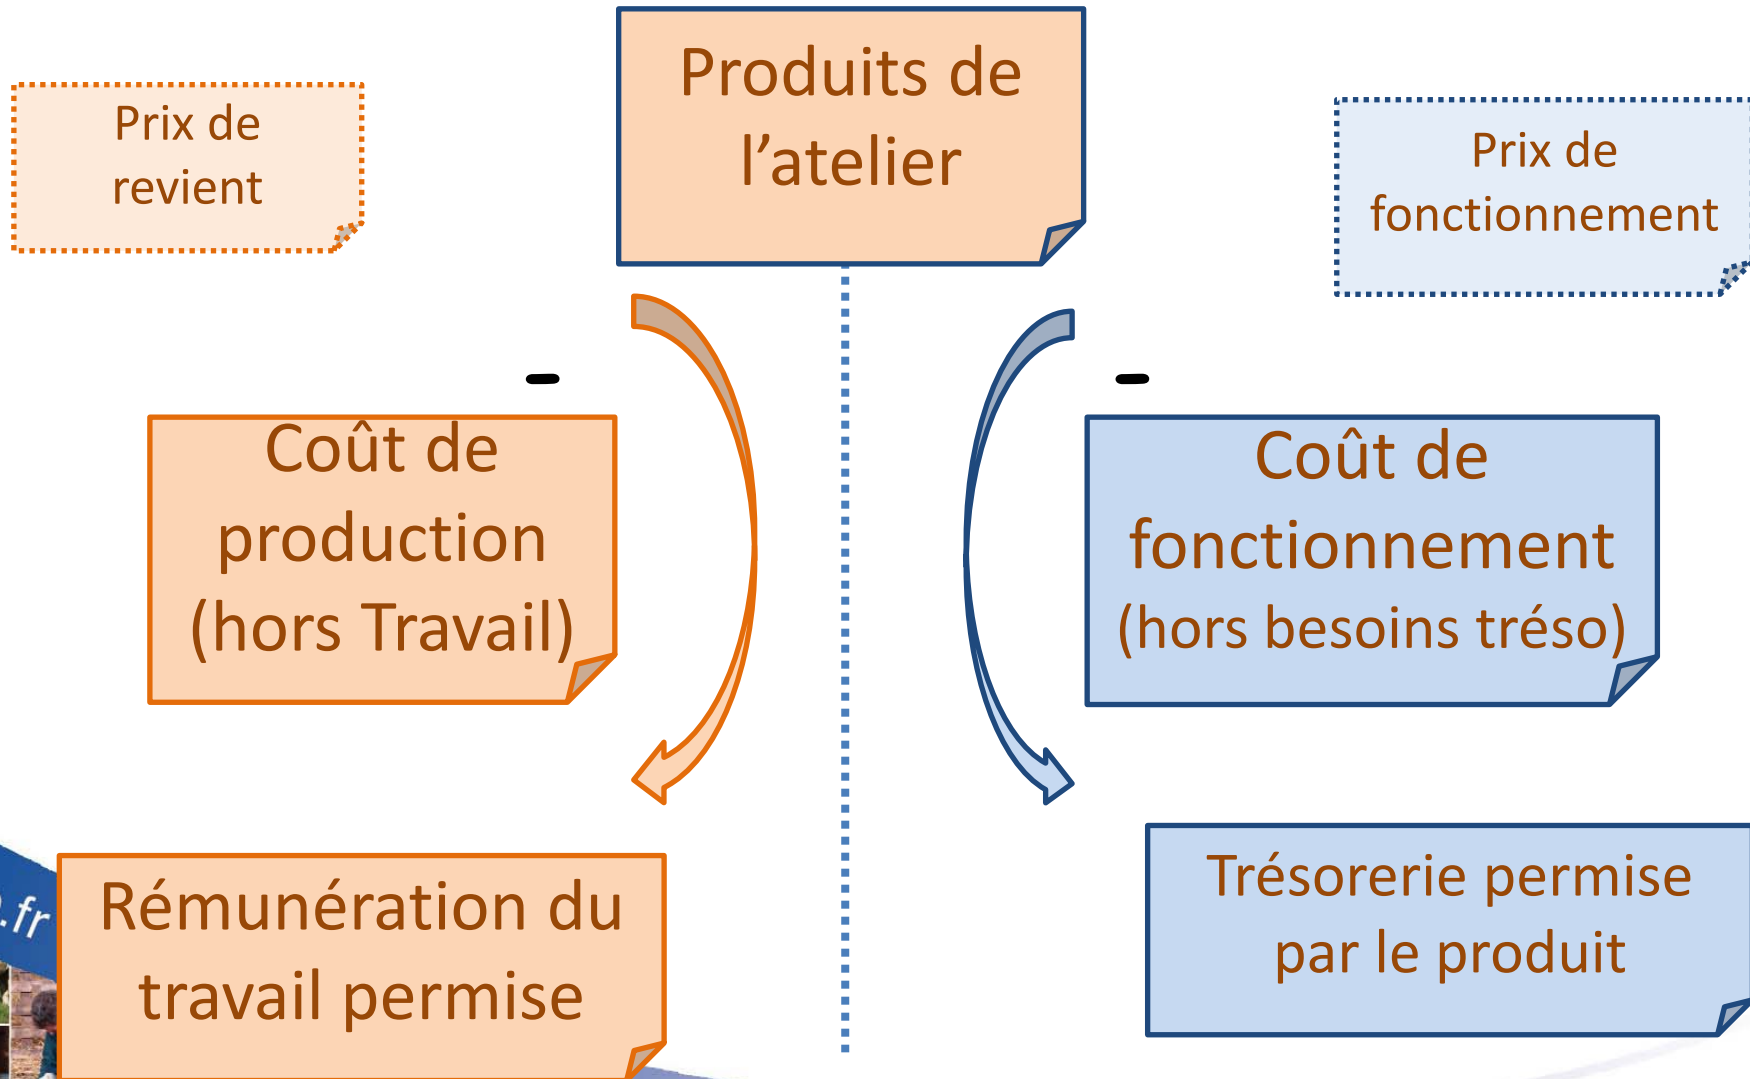 Produits de
l’atelier
Prix de
revient
Prix de
fonctionnement
-
-
Coût de
production
(hors Travail)
Coût de
fonctionnement
(hors besoins tréso)
Rémunération du
travail permise
Trésorerie permise
par le produit
.fr